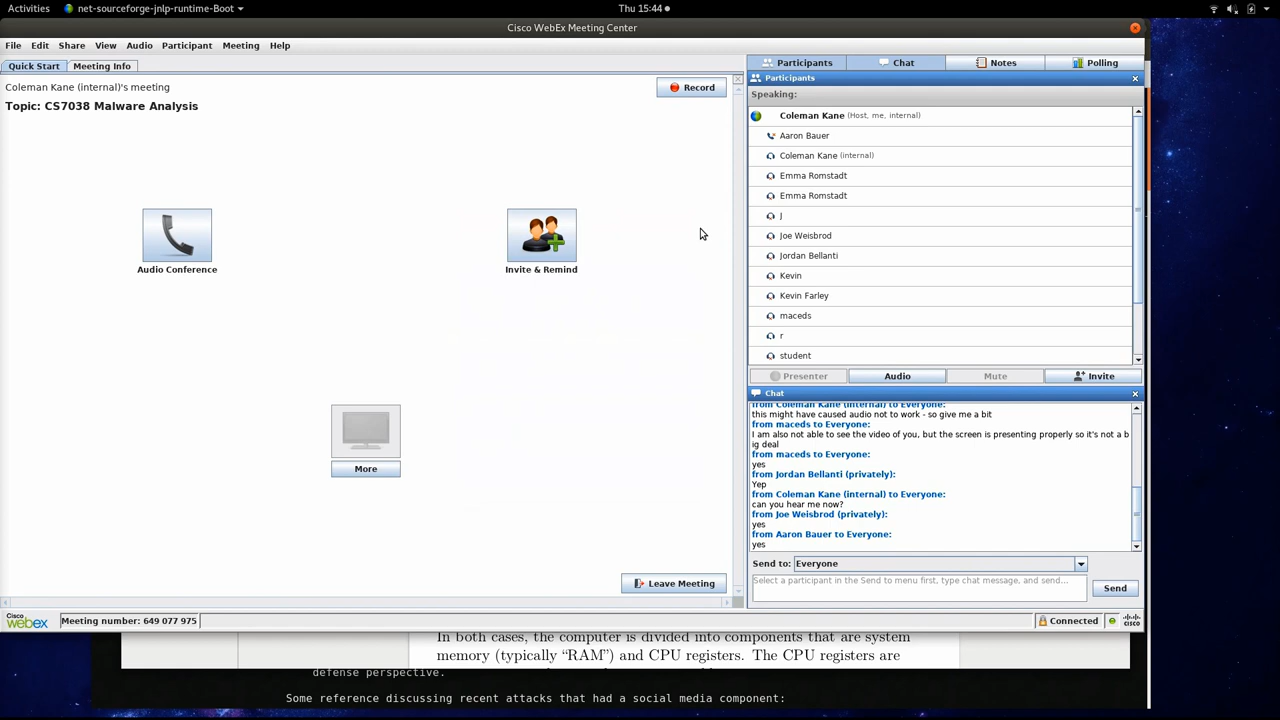 Activities
net-sourceforge-jnlp-runtime-Boot
Thu 15:44
Cisco WebEx Meeting Center
File Edit Share View Audio Participant Meeting Help
Quick Start Meeting Info
Coleman Kane (internal)'s meeting
Topic: CS7038 Malware Analysis
Record
Audio Conference
Invite & Remind
More
Leave Meeting
Participants Chat Notes Polling
Participants
Speaking:
Coleman Kane (Host, me, internal)
Aaron Bauer
Coleman Kane (internal)
Emma Romstadt
Emma Romstadt
J
Joe Weisbrod
Jordan Bellanti
Kevin
Kevin Farley
maceds
r
student
Presenter Audio Mute Invite
Chat
from Coleman Kane (internal) to Everyone:
this might have caused audio not to work - so give me a bit
from maceds to Everyone:
I am also not able to see the video of you, but the screen is presenting properly so it's not a b
ig deal
from maceds to Everyone:
yes
from Jordan Bellanti (privately):
Yep
from Coleman Kane (internal) to Everyone:
can you hear me now?
from Joe Weisbrod (privately):
yes
from Aaron Bauer to Everyone:
yes
Send to: Everyone
Select a participant in the Send to menu first, type chat message, and send...
Send
Cisco
webex
Meeting number: 649 077 975
Connected
cisco
In both cases, the computer is divided into components that are system
memory (typically “RAM”) and CPU registers. The CPU registers are
defense perspective.
Some reference discussing recent attacks that had a social media component: